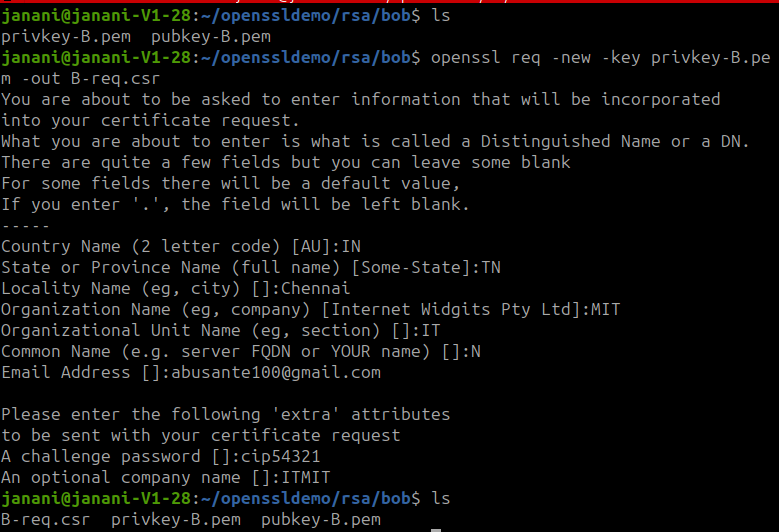 janani@janani-V1-28:~/openssldemo/rsa/bob$ ls
privkey-B.pem  pubkey-B.pem
janani@janani-V1-28:~/openssldemo/rsa/bob$ openssl req -new -key privkey-B.pe
m -out B-req.csr
You are about to be asked to enter information that will be incorporated
into your certificate request.
What you are about to enter is what is called a Distinguished Name or a DN.
There are quite a few fields but you can leave some blank
For some fields there will be a default value,
If you enter '.', the field will be left blank.
-----
Country Name (2 letter code) [AU]:IN
State or Province Name (full name) [Some-State]:TN
Locality Name (eg, city) []:Chennai
Organization Name (eg, company) [Internet Widgits Pty Ltd]:MIT
Organizational Unit Name (eg, section) []:IT
Common Name (e.g. server FQDN or YOUR name) []:N
Email Address []:abusante100@gmail.com

Please enter the following 'extra' attributes
to be sent with your certificate request
A challenge password []:cip54321
An optional company name []:ITMIT
janani@janani-V1-28:~/openssldemo/rsa/bob$ ls
B-req.csr  privkey-B.pem  pubkey-B.pem